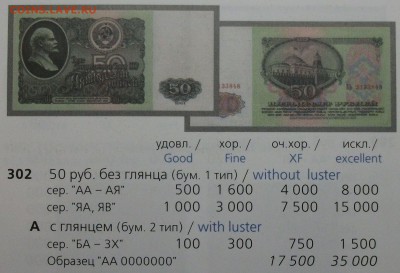 50
50
удовл. / хор. / оч.хор. / искл./
Good Fine XF excellent
302 50 руб. без глянца (бум. 1 тип) / without luster
сер. "АА – АЯ" 500 1 600 4 000 8 000
сер. "ЯА, ЯВ" 1 000 3 000 7 500 15 000
А с глянцем (бум. 2 тип) / with luster
сер. "БА – ЗХ" 100 300 750 1 500
Образец "АА 0000000" 17 500 35 000